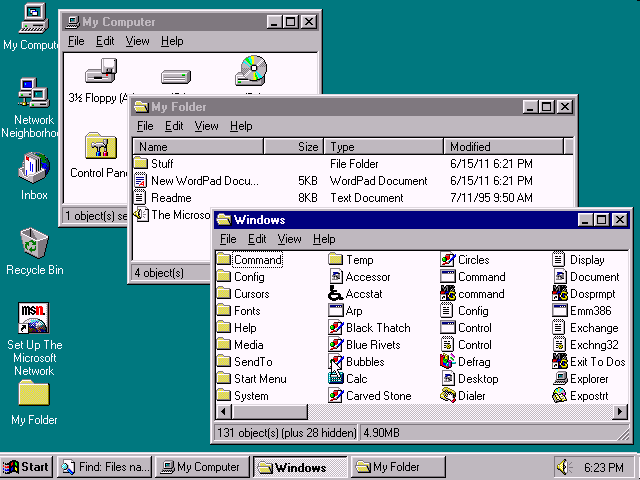 My Computer
Network
Neighborhoo
Inbox
Recycle Bin
msn
Set Up The
Microsoft
Network
My Folder
My Computer
File Edit View Help
3½ Floppy (A
Control Pan
1 object(s) se
My Folder
File Edit View Help
Name Size Type Modified
Stuff File Folder 6/15/11 6:21 PM
New WordPad Docu... 5KB WordPad Document 6/15/11 6:21 PM
Readme 8KB Text Document 7/11/95 9:50 AM
The Microso
4 object(s)
Windows
File Edit View Help
Command Temp Circles Display
Config Accessor Command Document
Cursors Accstat command Dosprmpt
Fonts Arp Config Emm386
Help Black Thatch Control Exchange
Media Blue Rivets Control Exchng32
SendTo Bubbles Defrag Exit To Dos
Start Menu Calc Desktop Explorer
System Carved Stone Dialer Expostrt
131 object(s) (plus 28 hidden) 4.90MB
Start Find: Files na... My Computer Windows My Folder 6:23 PM